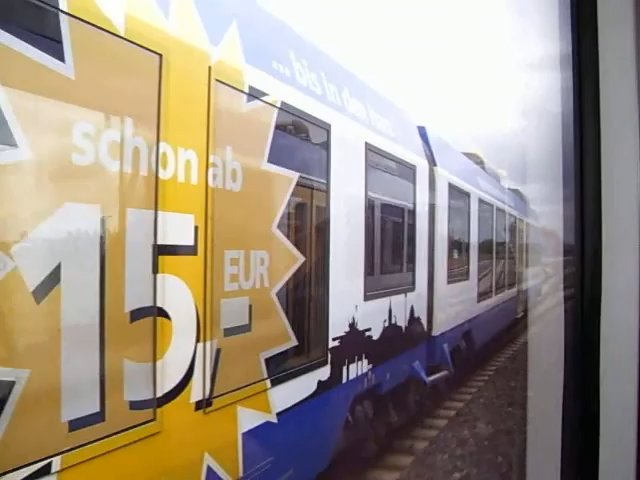 ...bis in den Harz
schon ab
15,-
EUR